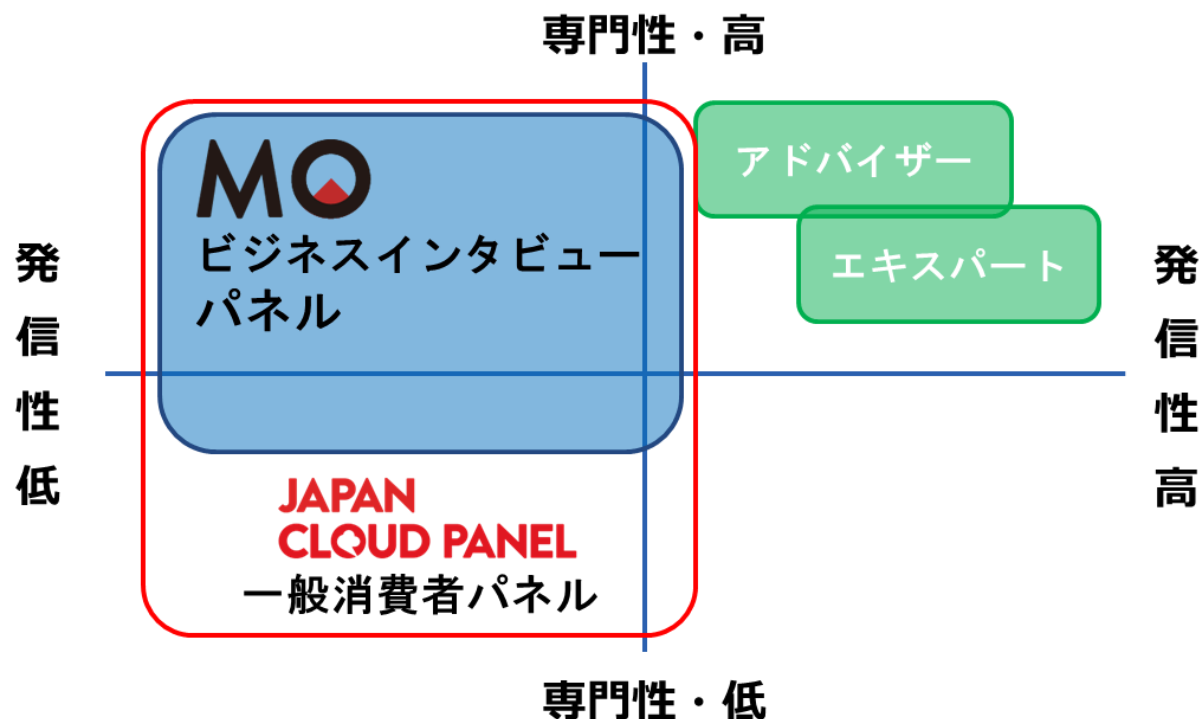 専門性・高
MO
ビジネスインタビュー
パネル
アドバイザー
エキスパート
発信性低
発信性高
JAPAN
CLOUD PANEL
一般消費者パネル
専門性・低